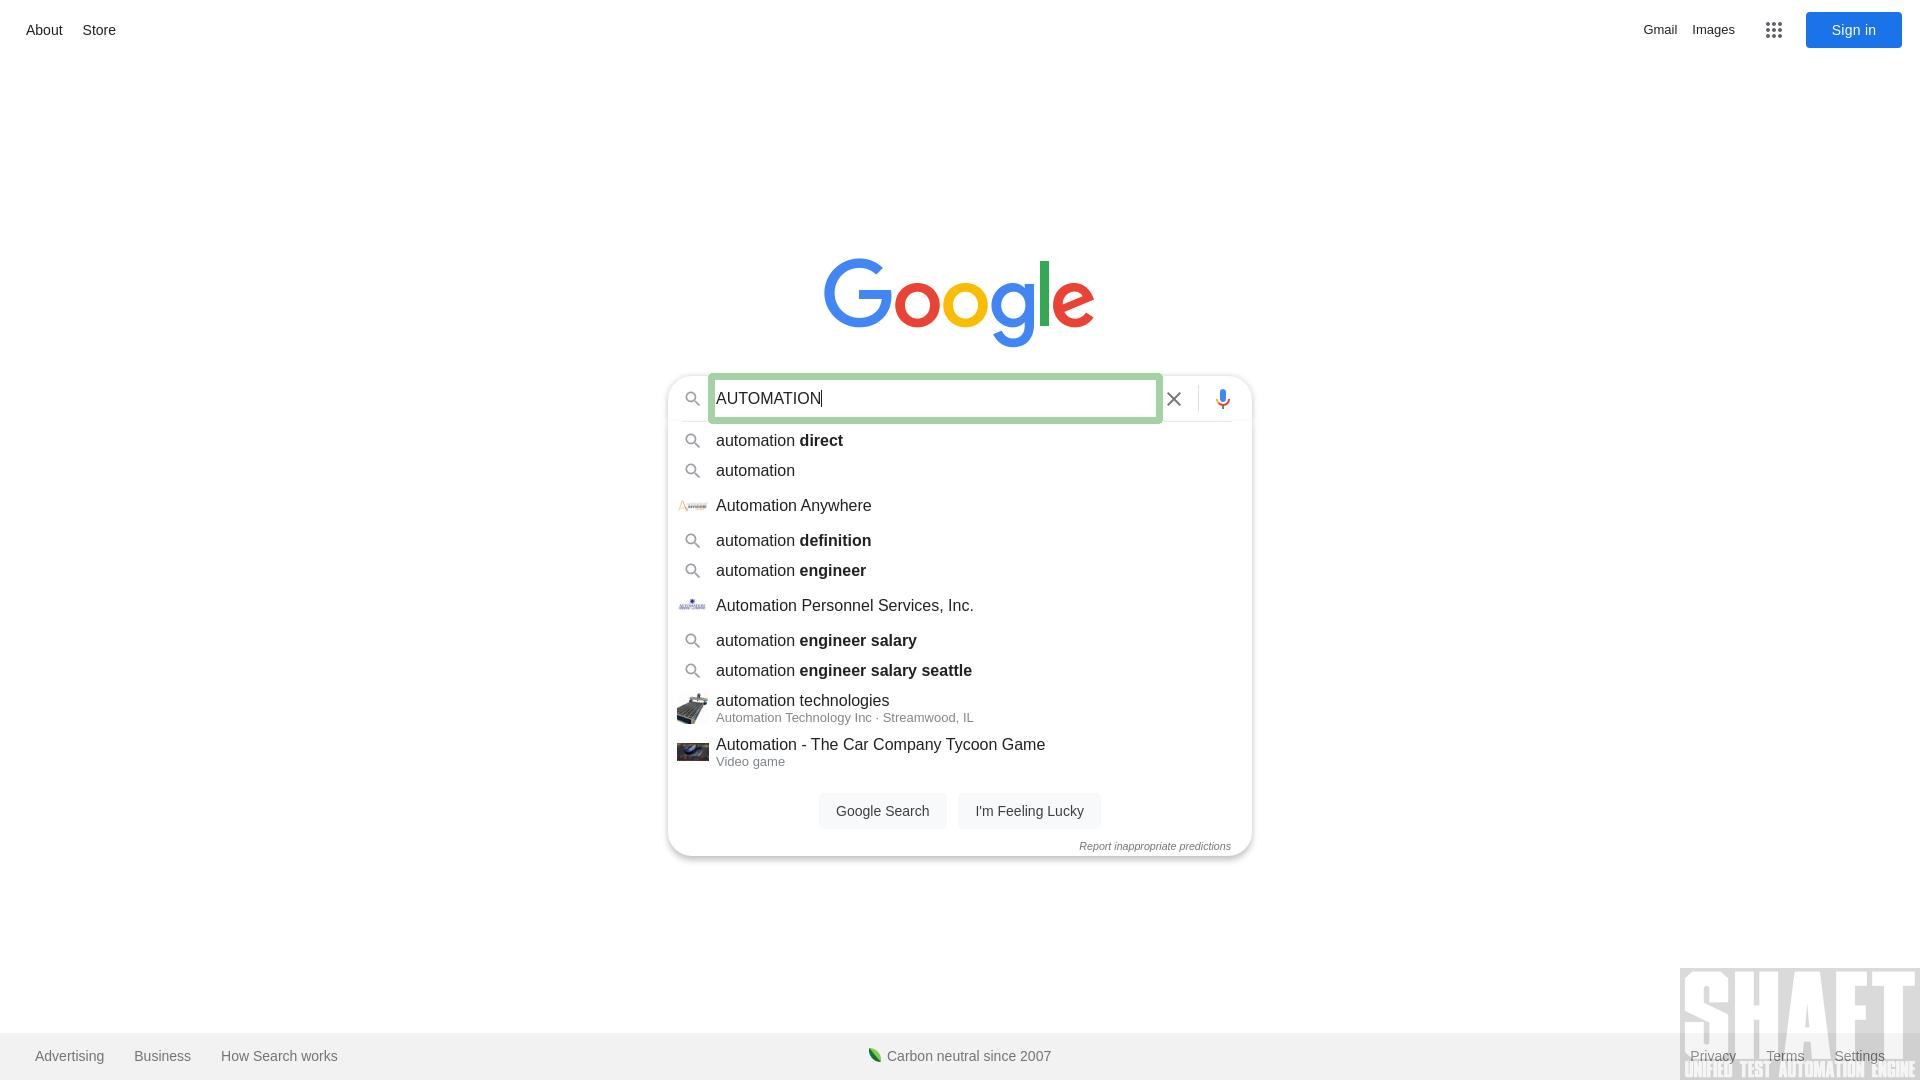 About Store
Gmail Images Sign in
Google
AUTOMATION
automation direct
automation
Automation Anywhere
automation definition
automation engineer
Automation Personnel Services, Inc.
automation engineer salary
automation engineer salary seattle
automation technologies
Automation Technology Inc · Streamwood, IL
Automation - The Car Company Tycoon Game
Video game
Google Search I'm Feeling Lucky
Report inappropriate predictions
SHAFT
Advertising Business How Search works Carbon neutral since 2007 Privacy Terms Settings
UNIFIED TEST AUTOMATION ENGINE